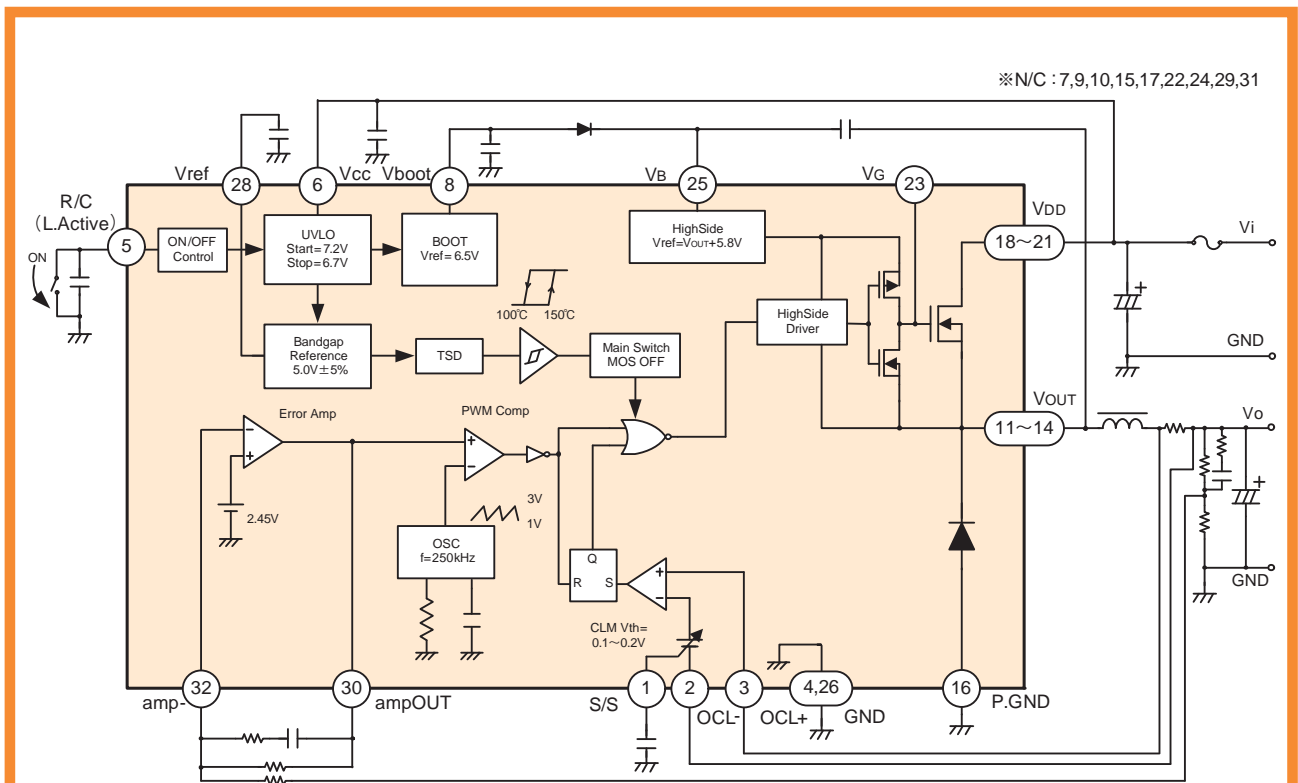 ※N/C : 7,9,10,15,17,22,24,29,31
Vref
28
6
Vcc
Vboot
8
VB
25
VG
23
R/C
(L.Active)
5
ON
ON/OFF
Control
UVLO
Start=7.2V
Stop=6.7V
BOOT
Vref= 6.5V
HighSide
Vref=VOUT+5.8V
VDD
18～21
Vi
100℃
150℃
Bandgap
Reference
5.0V±5%
TSD
Main Switch
MOS OFF
HighSide
Driver
GND
Error Amp
PWM Comp
VOUT
11～14
Vo
−
+
2.45V
+
−
3V
1V
OSC
f=250kHz
Q
R
S
+
−
CLM Vth=
0.1～0.2V
+
+
GND
amp-
32
30
ampOUT
S/S
1
2
OCL-
3
OCL+
4,26
GND
16
P.GND